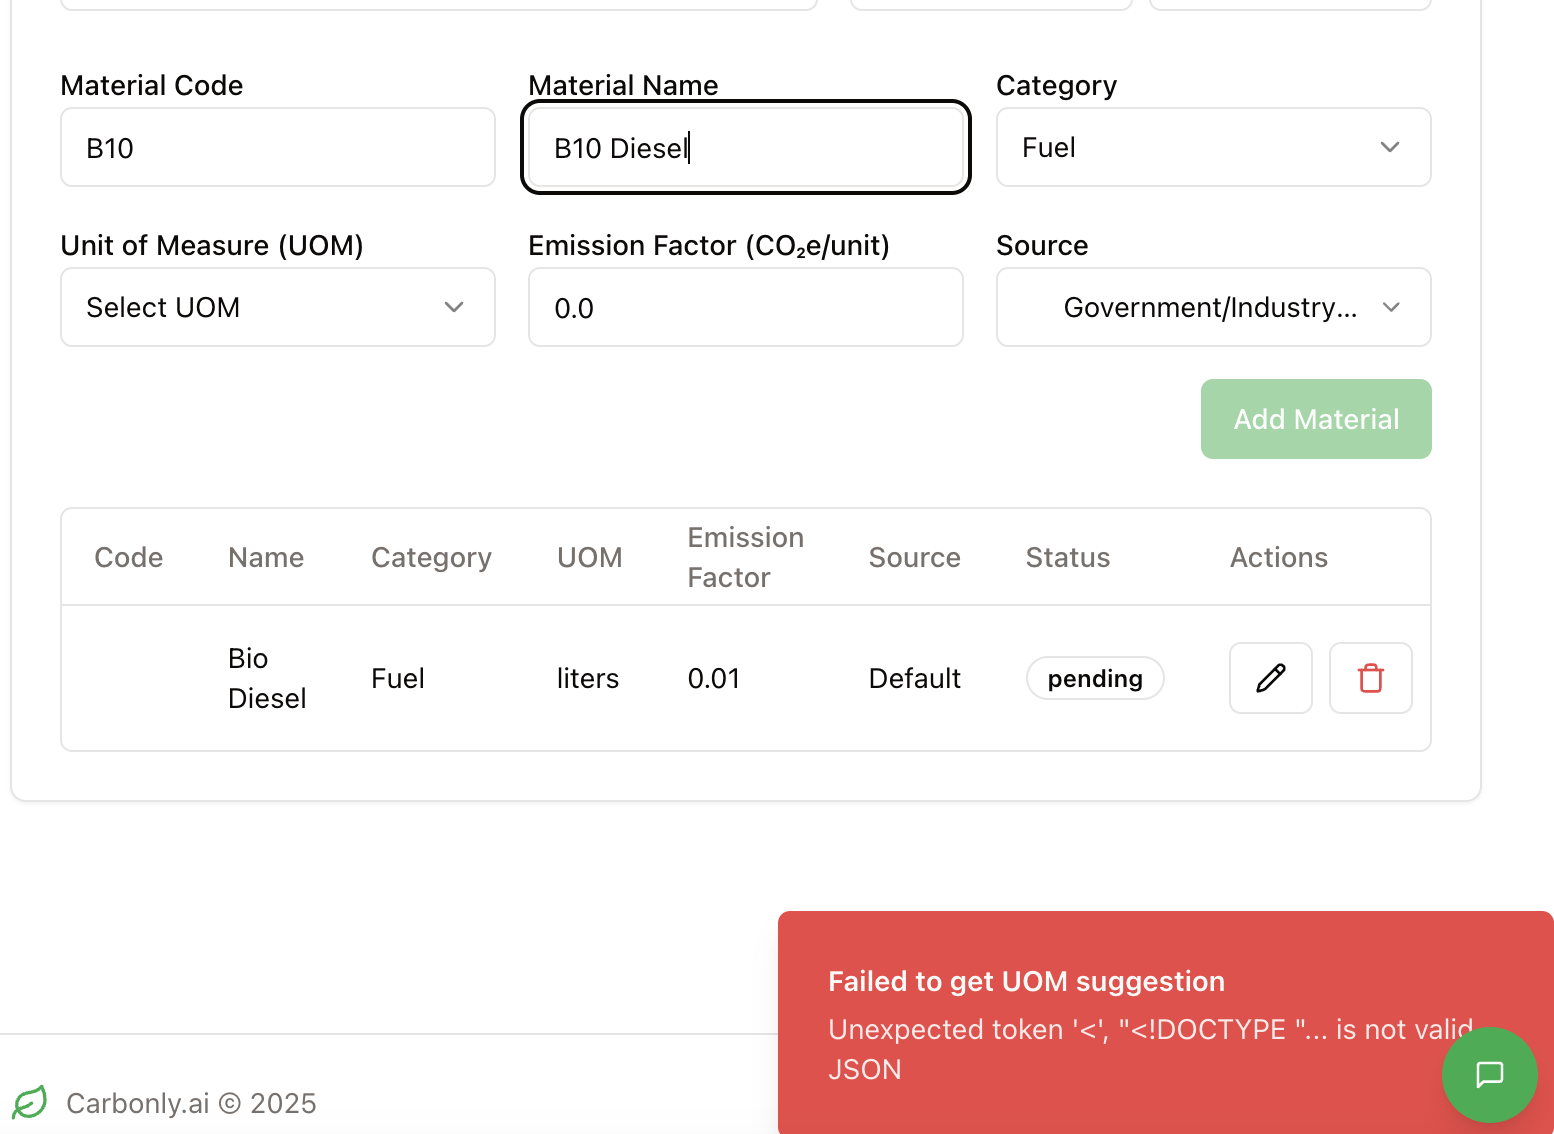 Material Code
Material Name
Category
B10
B10 Diesel
Fuel
Unit of Measure (UOM)
Emission Factor (CO₂e/unit)
Source
Select UOM
0.0
Government/Industry...
Add Material
Code
Name
Category
UOM
Emission
Factor
Source
Status
Actions
Bio
Diesel
Fuel
liters
0.01
Default
pending
Failed to get UOM suggestion
Unexpected token '<', "<!DOCTYPE "... is not valid
JSON
Carbonly.ai © 2025